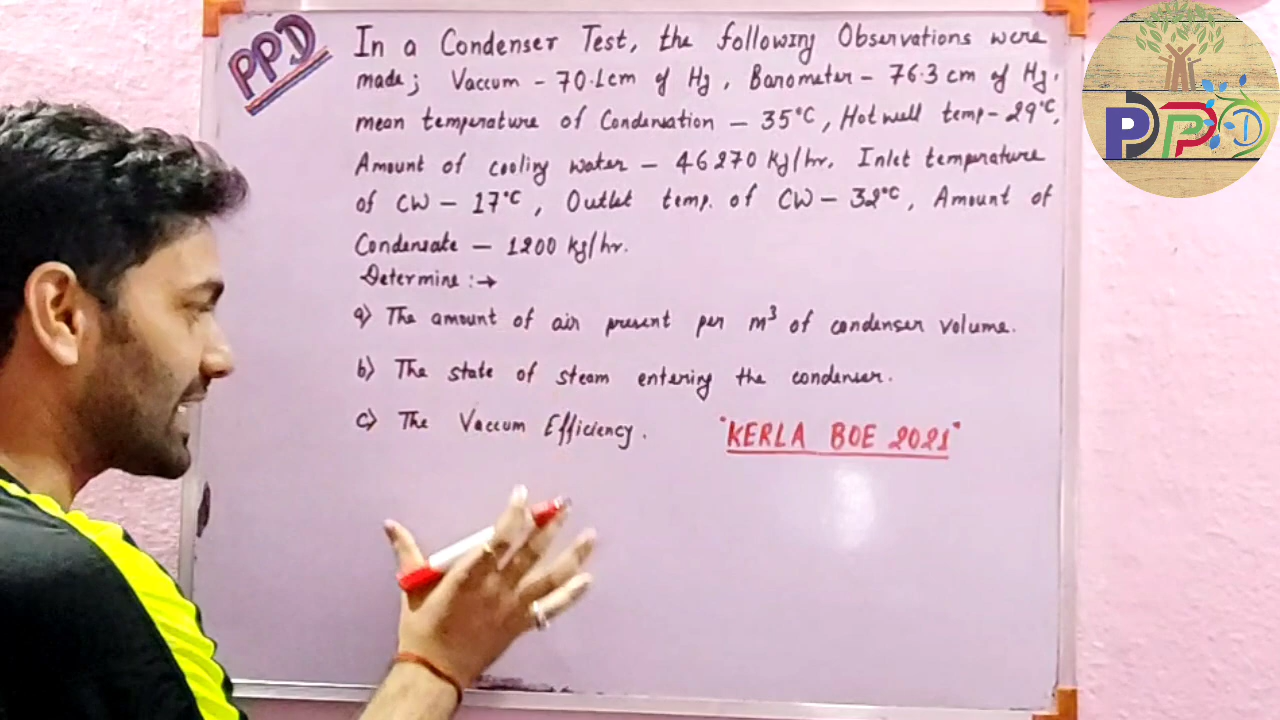 PPD
In a Condenser Test, the following Observations were
made; Vaccum - 70.1cm of Hg, Barometer - 76.3 cm of Hg.
mean temperature of Condensation - 35°C, Hot well temp - 29°C,
Amount of cooling water - 46270 Kg/hr. Inlet temperature
of CW - 17°C, Outlet temp. of CW - 32°C, Amount of
Condensate - 1200 kg/hr.
Determine :→
a) The amount of air present per m³ of condenser volume.
b) The state of steam entering the condenser.
c) The Vaccum Efficiency.
"KERLA BOE 2021"
PPD